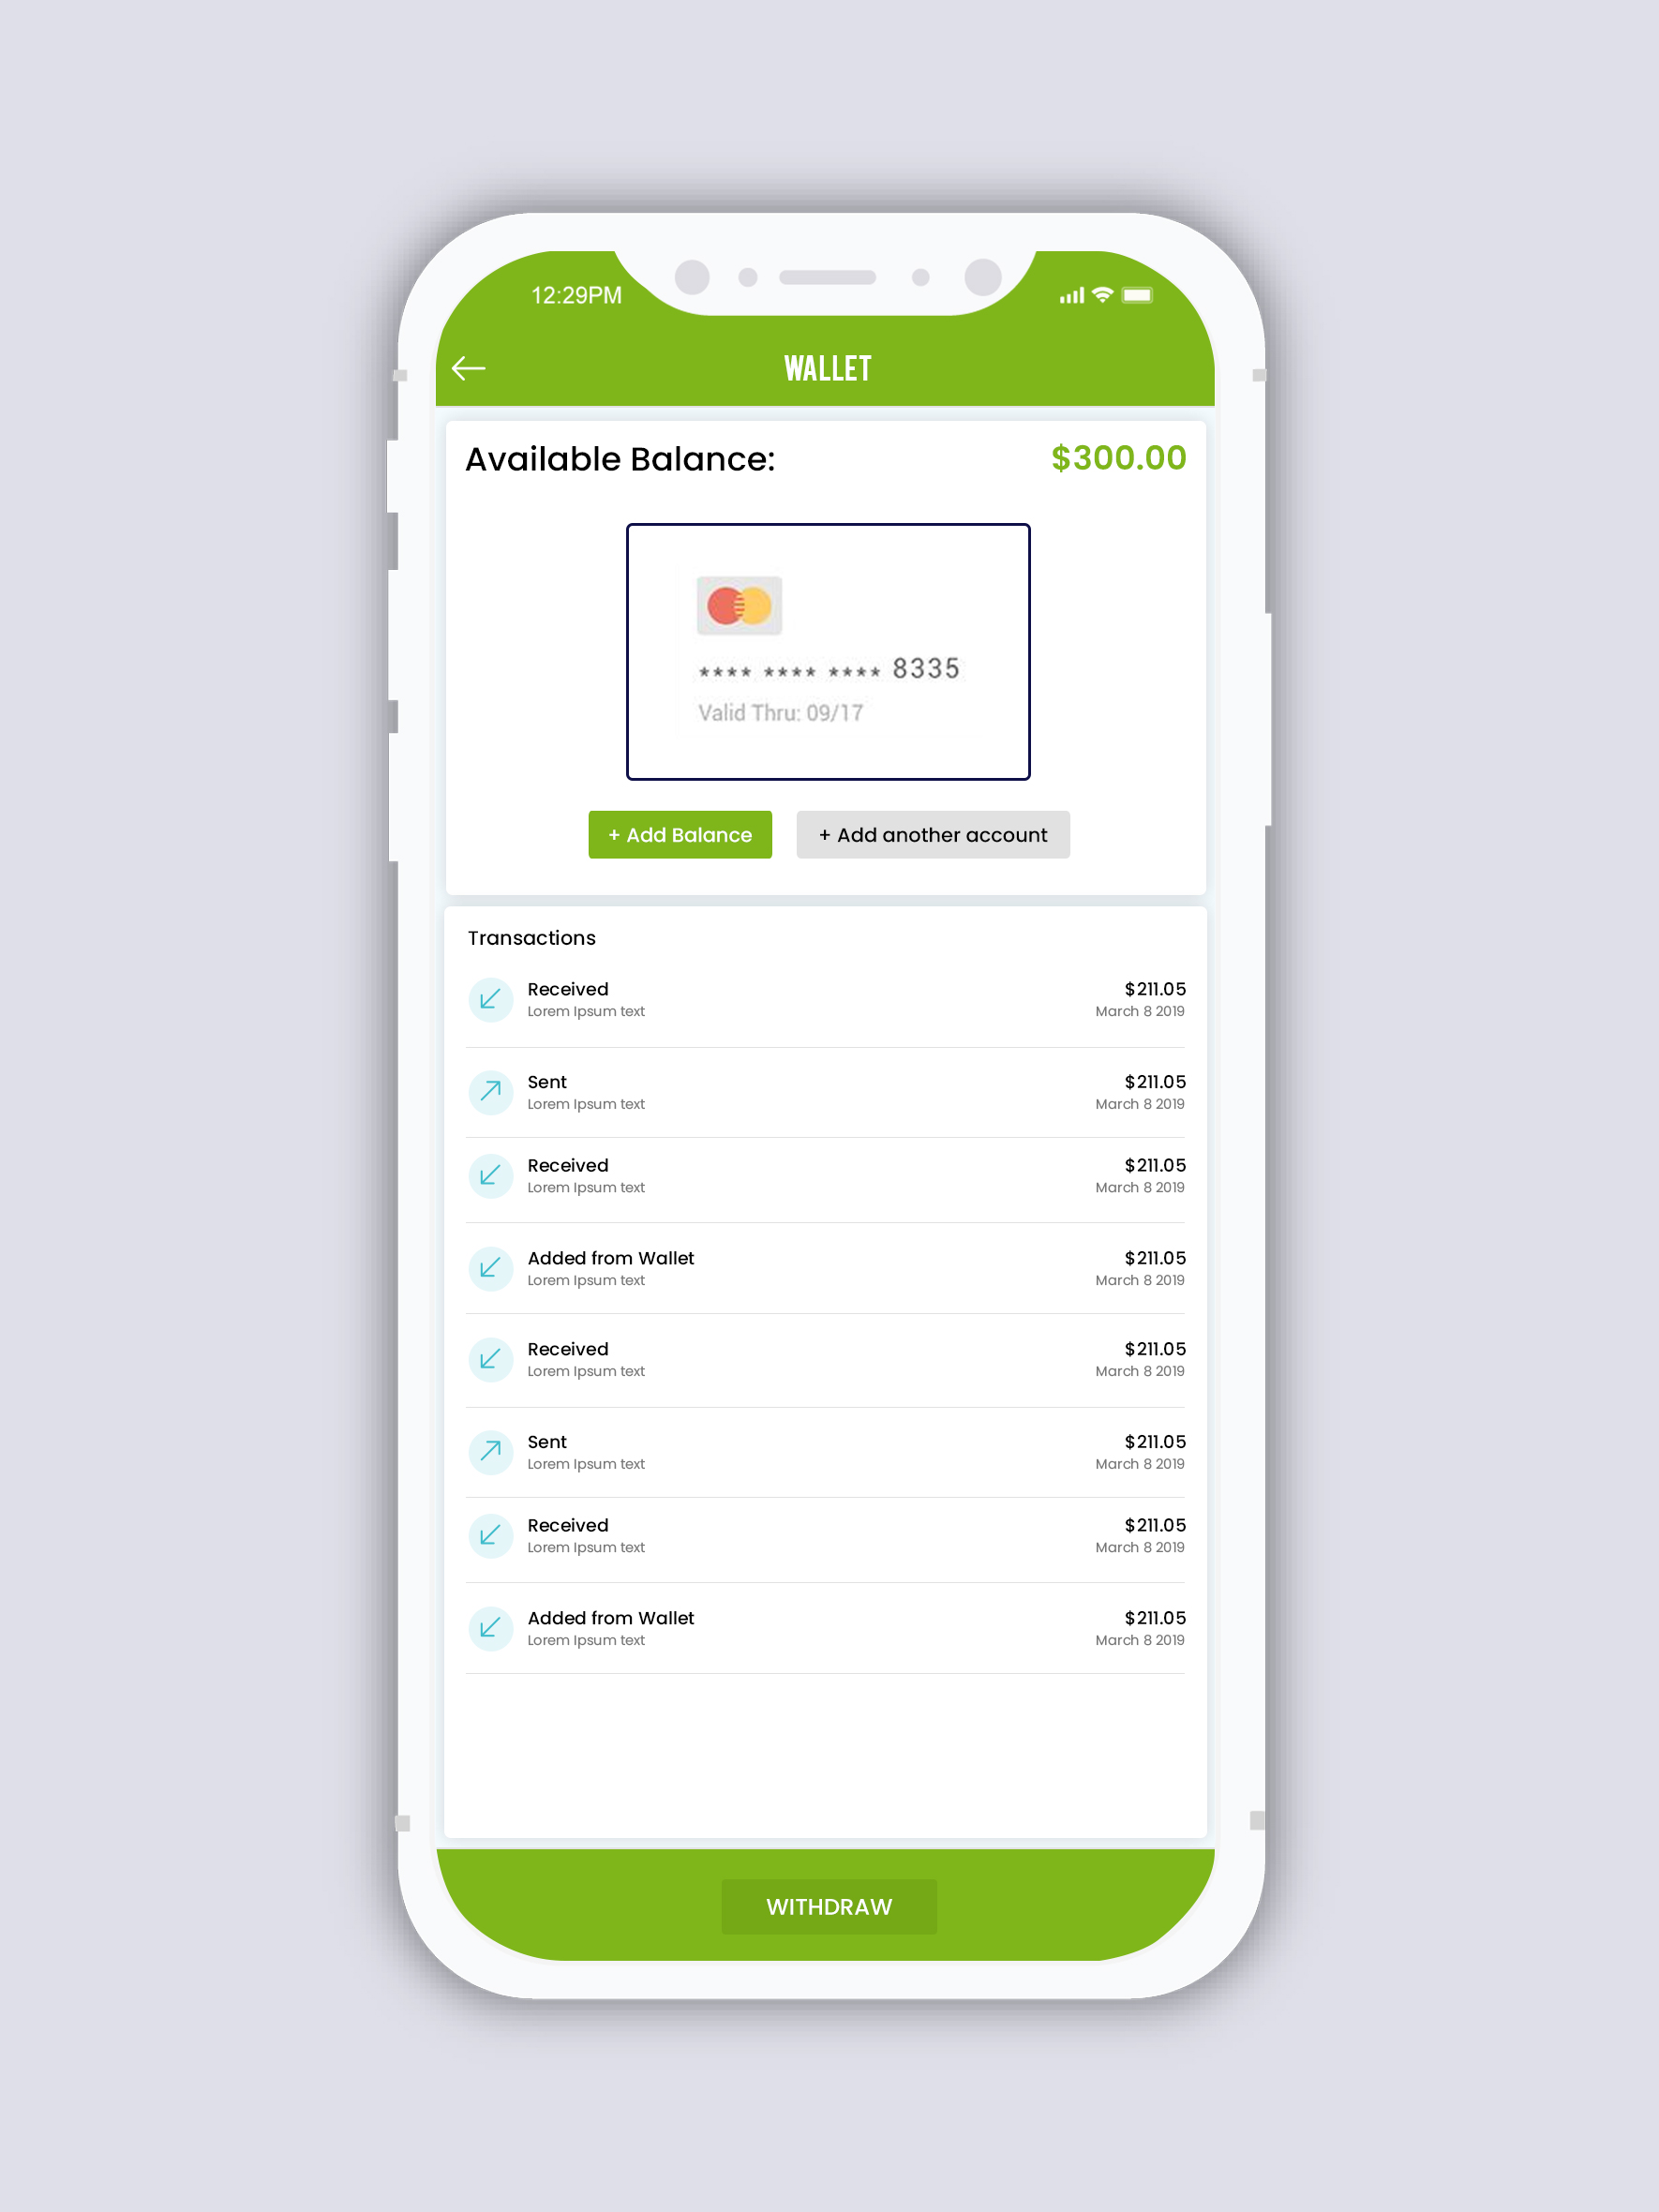 12:29PM
WALLET
Available Balance: $300.00
**** **** **** 8335
Valid Thru: 09/17
+ Add Balance + Add another account
Transactions
Received $211.05
Lorem Ipsum text March 8 2019
Sent $211.05
Lorem Ipsum text March 8 2019
Received $211.05
Lorem Ipsum text March 8 2019
Added from Wallet $211.05
Lorem Ipsum text March 8 2019
Received $211.05
Lorem Ipsum text March 8 2019
Sent $211.05
Lorem Ipsum text March 8 2019
Received $211.05
Lorem Ipsum text March 8 2019
Added from Wallet $211.05
Lorem Ipsum text March 8 2019
WITHDRAW